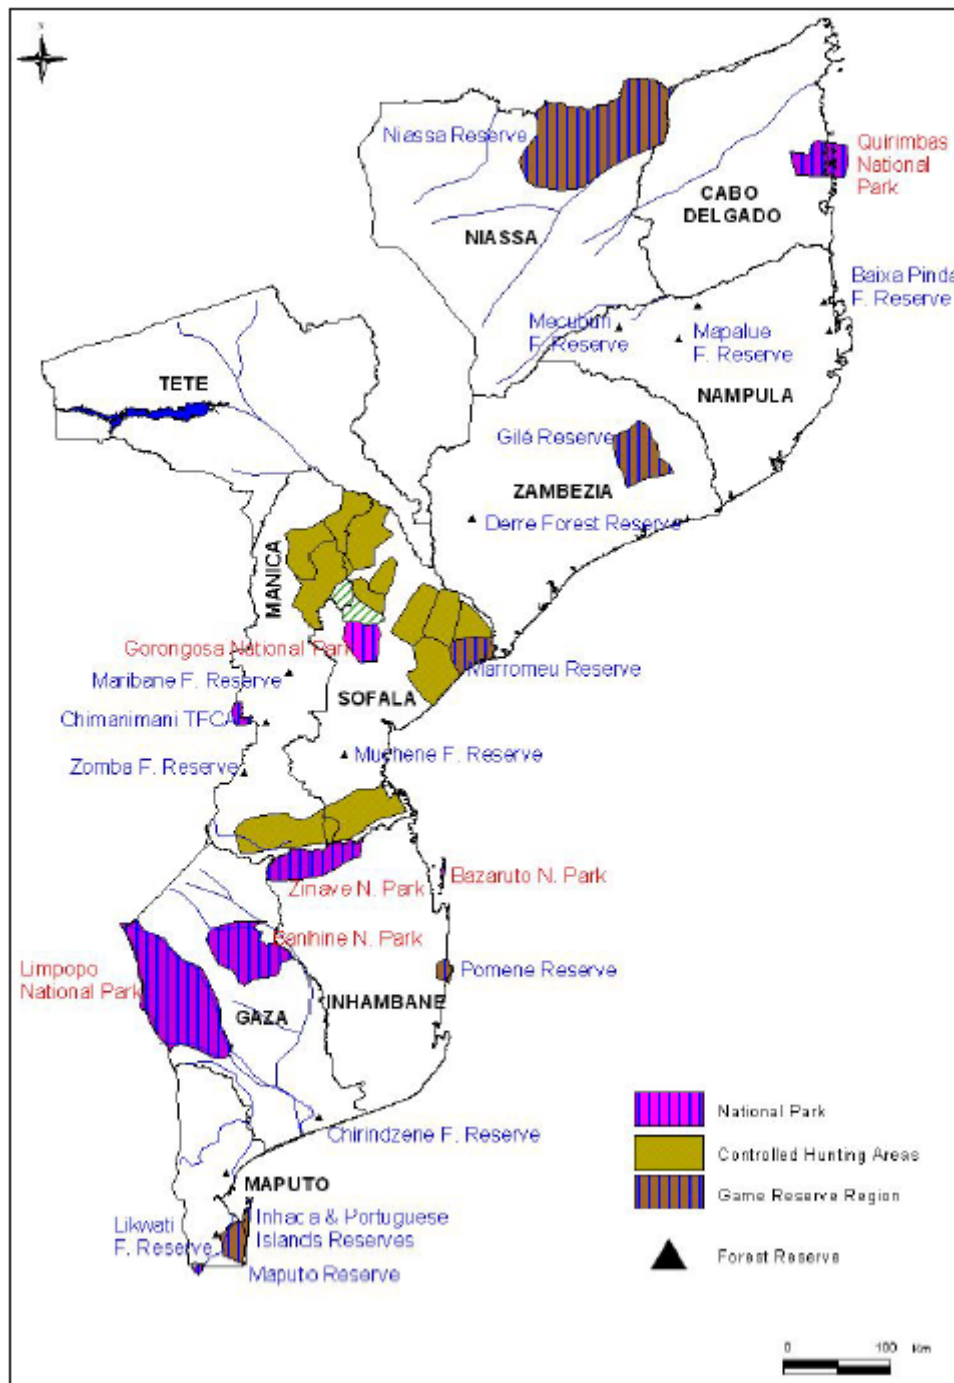 N
Niassa Reserve
Quirimbas
National
Park
CABO
DELGADO
NIASSA
Baixa Pinda
F. Reserve
Mecuburi
F. Reserve
Mapalue
F. Reserve
TETE
NAMPULA
Gilé Reserve
ZAMBEZIA
Derre Forest Reserve
MANICA
Gorongosa National Park
Marromeu Reserve
Maribane F. Reserve
SOFALA
Chimanimani TFCA
Muchene F. Reserve
Zomba F. Reserve
Zinave N. Park
Bazaruto N. Park
Banhine N. Park
Limpopo
National Park
Pomene Reserve
INHAMBANE
GAZA
National Park
Chirindzene F. Reserve
Controlled Hunting Areas
MAPUTO
Game Reserve Region
Likwati
F. Reserve
Inhaca & Portuguese
Islands Reserves
Maputo Reserve
Forest Reserve
0 100 Km